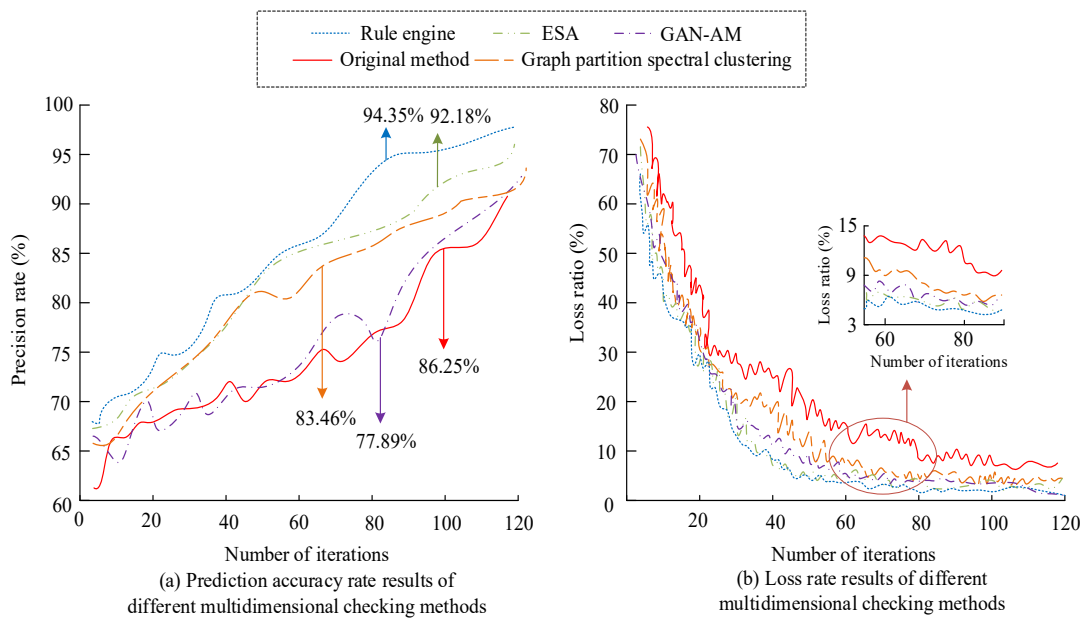 Rule engine ESA GAN-AM
Original method Graph partition spectral clustering
100
95
90
85
80
75
70
65
60
Precision rate (%)
94.35%
92.18%
83.46%
77.89%
86.25%
0 20 40 60 80 100 120
Number of iterations
(a) Prediction accuracy rate results of
different multidimensional checking methods
80
70
60
50
40
30
20
10
0
Loss ratio (%)
15
9
3
Loss ratio (%)
60 80
Number of iterations
20 40 60 80 100 120
Number of iterations
(b) Loss rate results of different
multidimensional checking methods